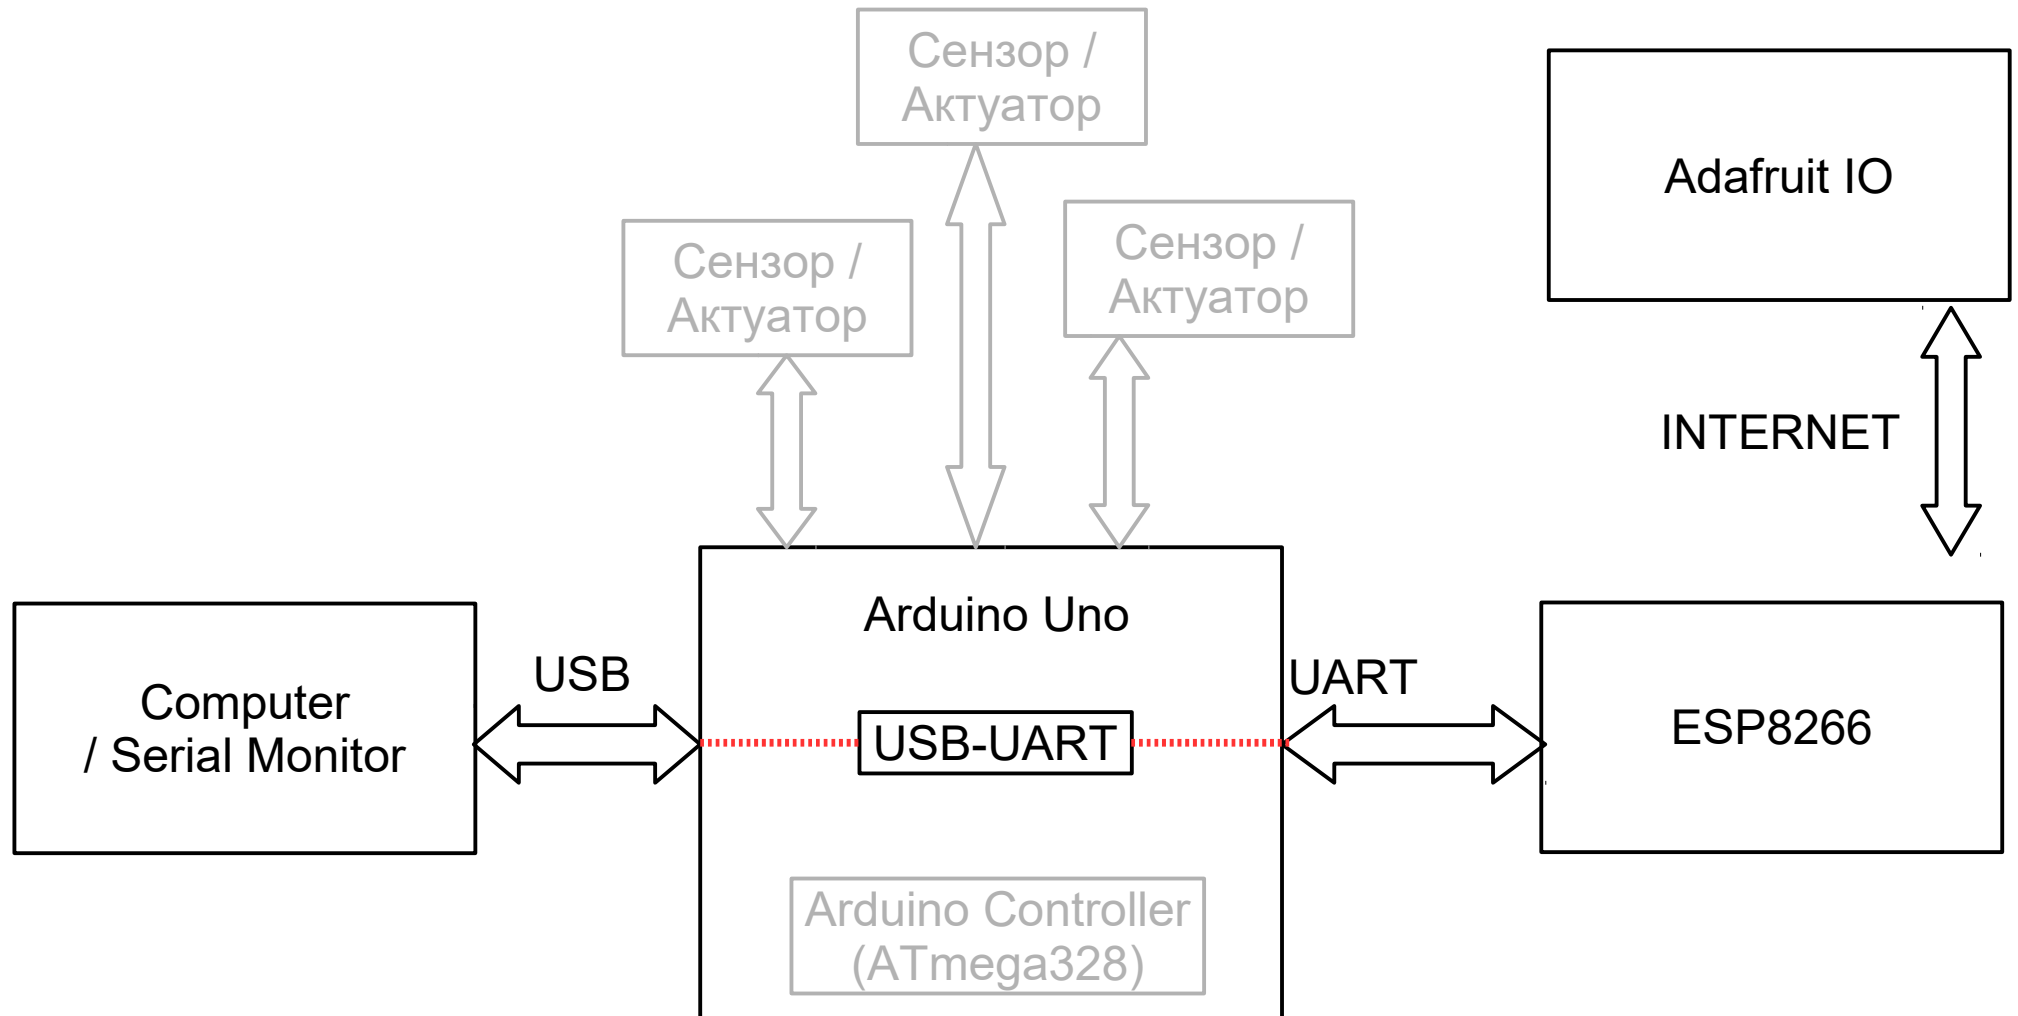 Сензор /
Актуатор
Adafruit IO
Сензор /
Актуатор
Сензор /
Актуатор
INTERNET
Arduino Uno
Computer
/ Serial Monitor
USB
USB-UART
UART
ESP8266
Arduino Controller
(ATmega328)